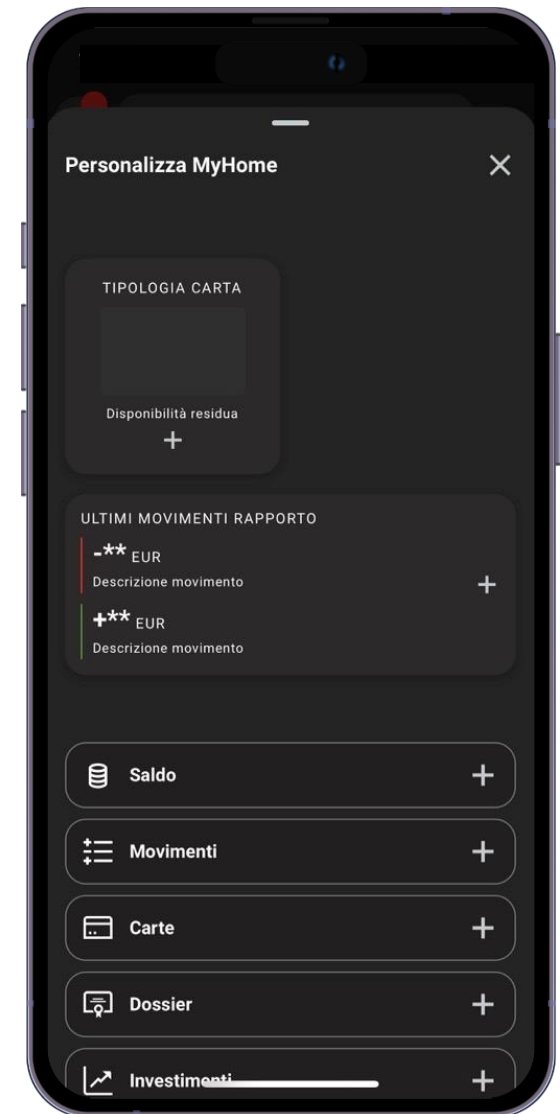 Personalizza MyHome
TIPOLOGIA CARTA
Disponibilità residua
ULTIMI MOVIMENTI RAPPORTO
-** EUR
Descrizione movimento
+** EUR
Descrizione movimento
Saldo
Movimenti
Carte
Dossier
Investimenti